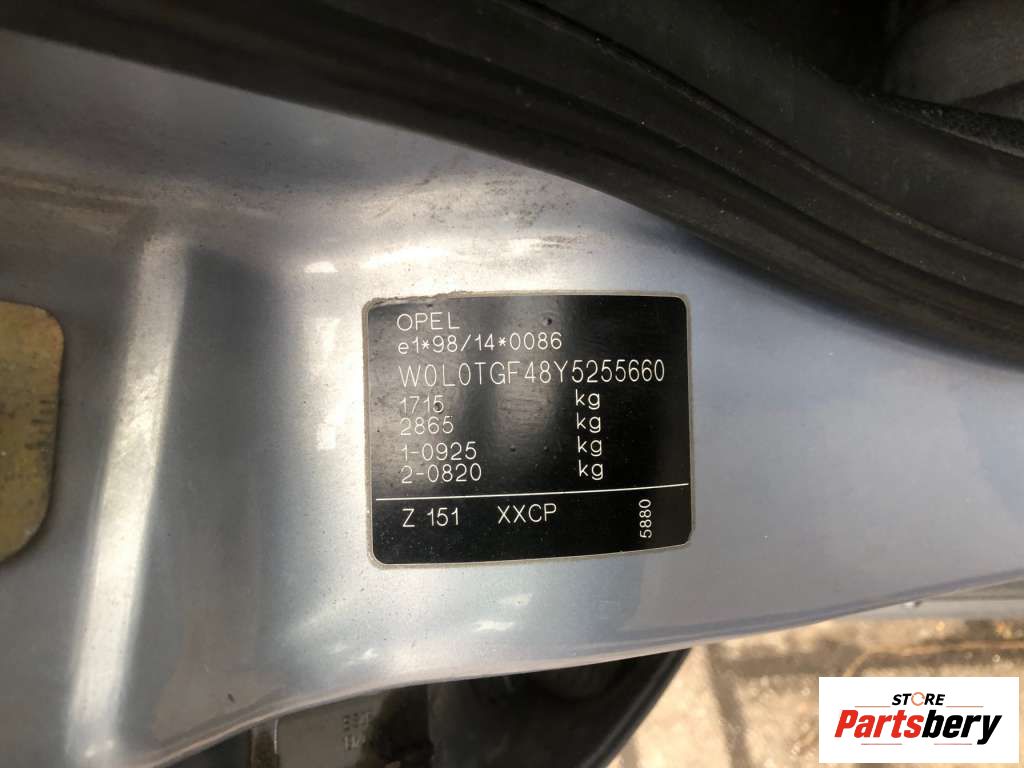 OPEL
e1*98/14*0086
W0L0TGF48Y5255660
1715 kg
2865 kg
1-0925 kg
2-0820 kg
Z 151 XXCP 5880
STORE
Partsbery